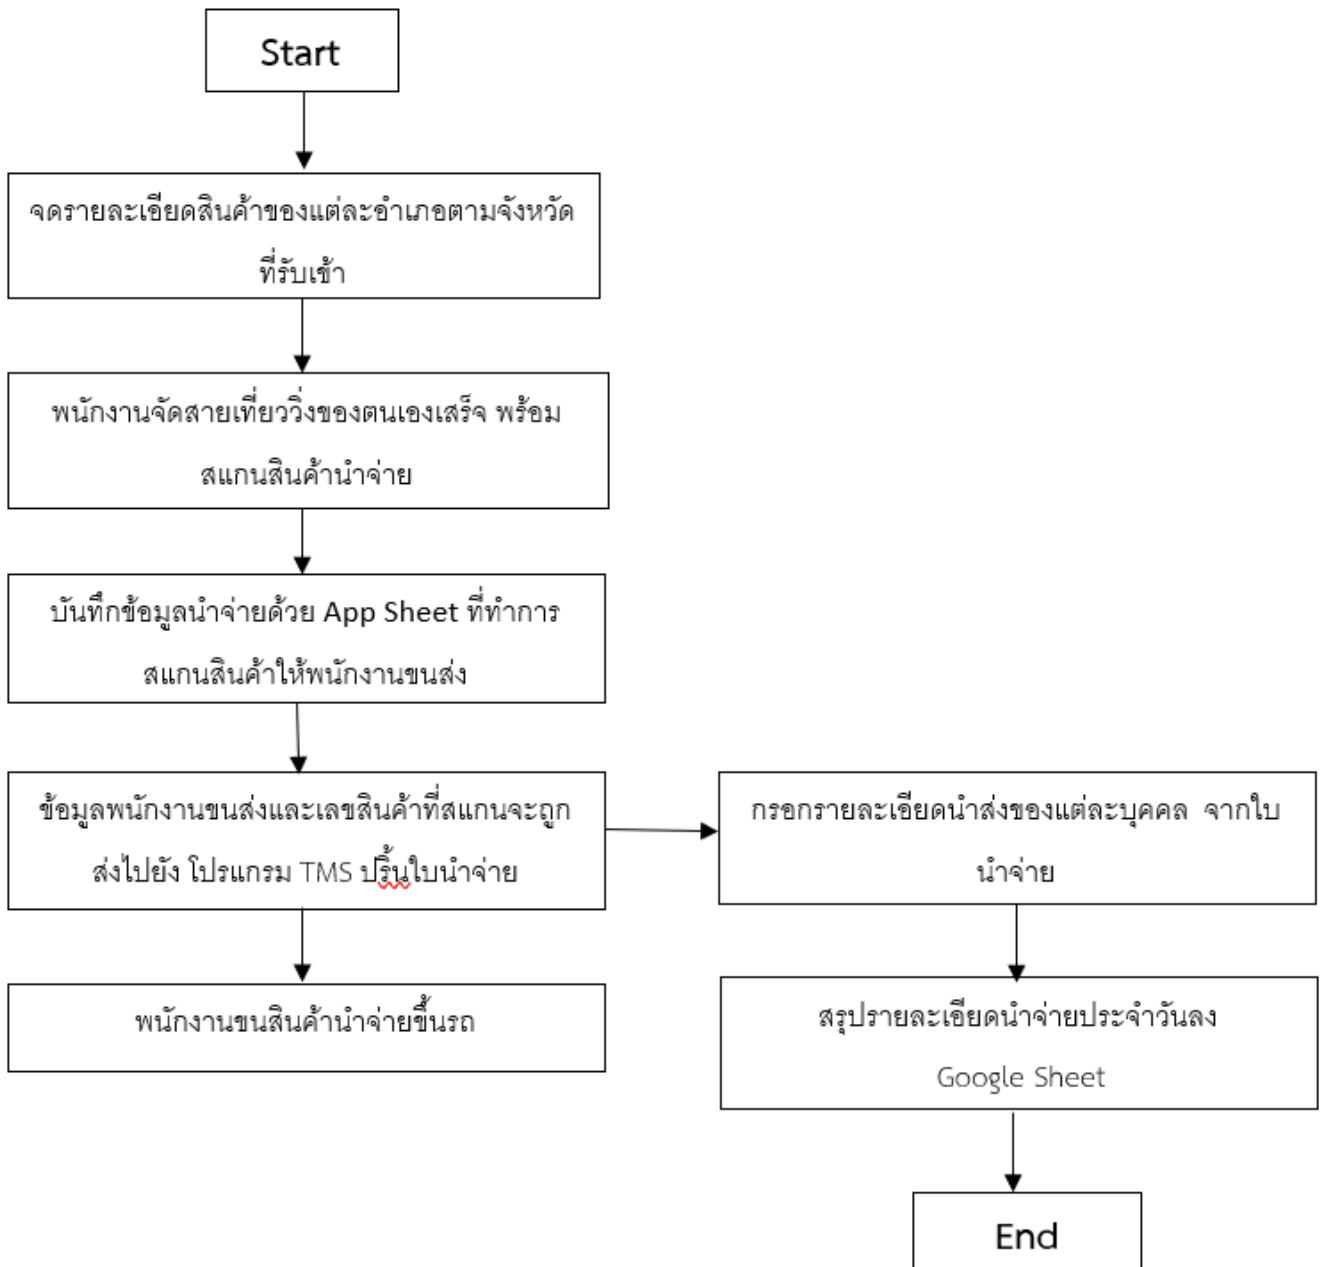 Start
จดรายละเอียดสินค้าของแต่ละอำเภอตามจังหวัด
ที่รับเข้า
พนักงานจัดสายเที่ยววิ่งของตนเองเสร็จ พร้อม
สแกนสินค้านำจ่าย
บันทึกข้อมูลนำจ่ายด้วย App Sheet ที่ทำการ
สแกนสินค้าให้พนักงานขนส่ง
ข้อมูลพนักงานขนส่งและเลขสินค้าที่สแกนจะถูก
ส่งไปยัง โปรแกรม TMS ปริ้นใบนำจ่าย
พนักงานขนสินค้านำจ่ายขึ้นรถ
กรอกรายละเอียดนำส่งของแต่ละบุคคล จากใบ
นำจ่าย
สรุปรายละเอียดนำจ่ายประจำวันลง
Google Sheet
End